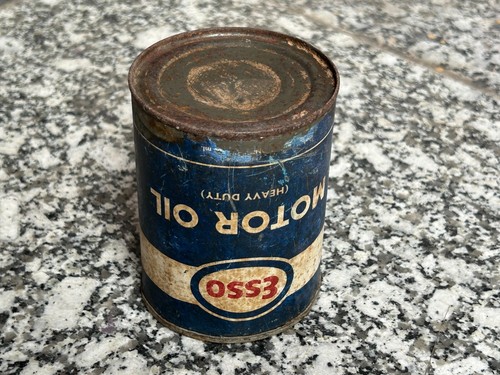 Esso
MOTOR OIL
(HEAVY DUTY)